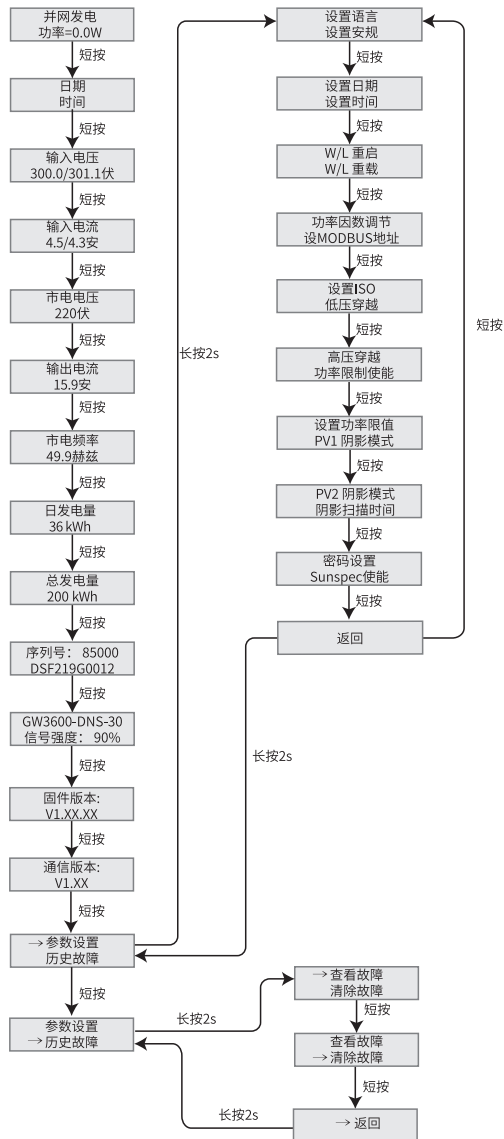 并网发电
功率=0.0W
短按
日期
时间
短按
输入电压
300.0/301.1伏
短按
输入电流
4.5/4.3安
短按
市电电压
220伏
短按
输出电流
15.9安
短按
市电频率
49.9赫兹
短按
日发电量
36 kWh
短按
总发电量
200 kWh
短按
序列号： 85000
DSF219G0012
短按
GW3600-DNS-30
信号强度： 90%
短按
固件版本:
V1.XX.XX
短按
通信版本:
V1.XX
短按
→ 参数设置
历史故障
短按
参数设置
→ 历史故障
长按2s
设置语言
设置安规
短按
设置日期
设置时间
短按
W/L 重启
W/L 重载
短按
功率因数调节
设MODBUS地址
短按
设置ISO
低压穿越
短按
高压穿越
功率限制使能
短按
设置功率限值
PV1 阴影模式
短按
PV2 阴影模式
阴影扫描时间
短按
密码设置
Sunspec使能
短按
返回
短按
长按2s
长按2s
→ 查看故障
清除故障
短按
查看故障
→ 清除故障
短按
→ 返回
长按2s